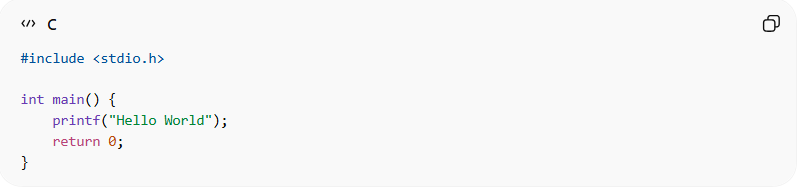 C
#include <stdio.h>
int main() {
    printf("Hello World");
    return 0;
}